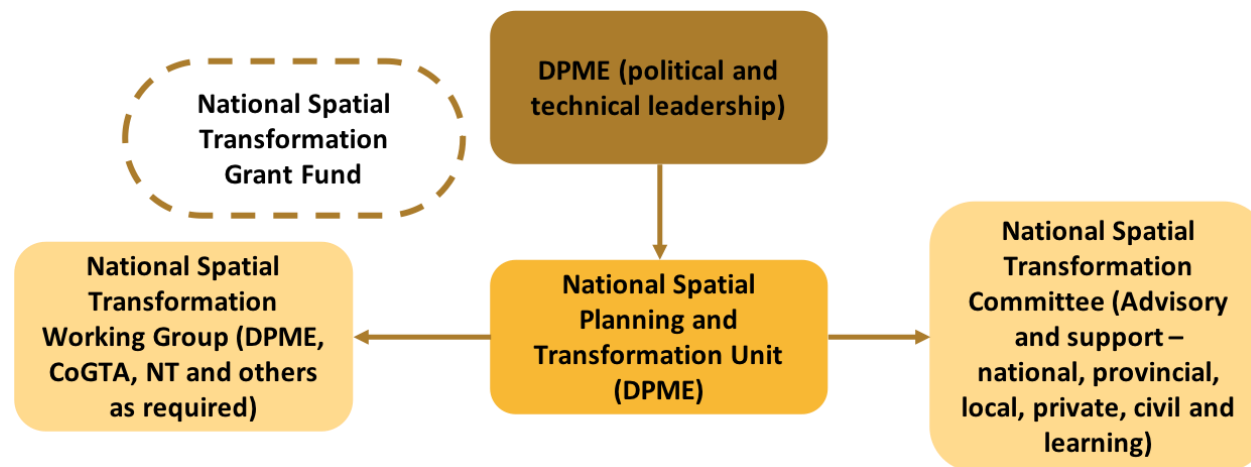 DPME (political and
technical leadership)
National Spatial
Transformation
Grant Fund
National Spatial
Transformation
Working Group (DPME,
CoGTA, NT and others
as required)
National Spatial
Planning and
Transformation Unit
(DPME)
National Spatial
Transformation
Committee (Advisory
and support –
national, provincial,
local, private, civil and
learning)